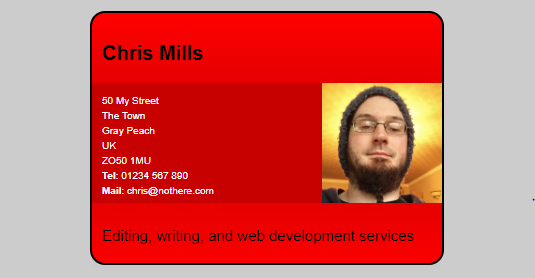 Chris Mills
50 My Street
The Town
Gray Peach
UK
ZO50 1MU
Tel: 01234 567 890
Mail: chris@nothere.com
Editing, writing, and web development services